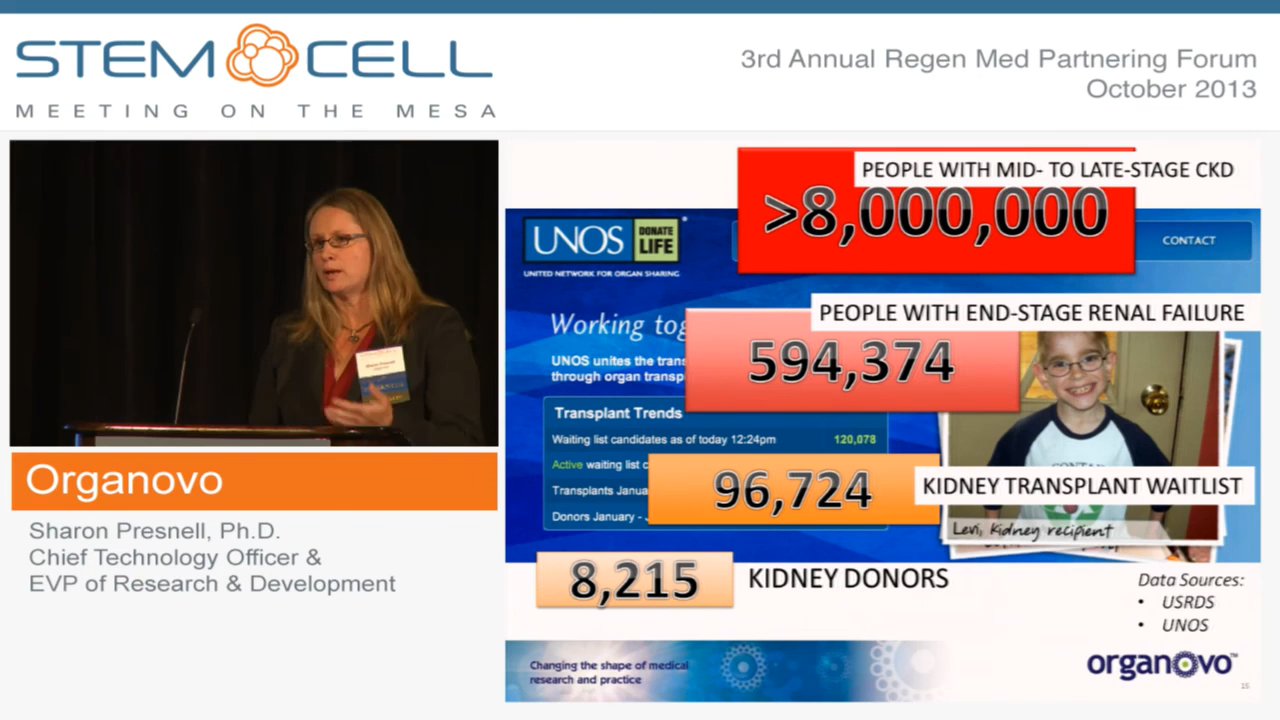 STEM CELL
MEETING ON THE MESA
3rd Annual Regen Med Partnering Forum
October 2013
Organovo
Sharon Presnell, Ph.D.
Chief Technology Officer &
EVP of Research & Development
PEOPLE WITH MID- TO LATE-STAGE CKD
>8,000,000
UNOS DONATE LIFE
UNITED NETWORK FOR ORGAN SHARING
CONTACT
Working tog
PEOPLE WITH END-STAGE RENAL FAILURE
594,374
UNOS unites the trans
through organ transp
Transplant Trends
Waiting list candidates as of today 12:24pm 120,078
Active waiting list c
Transplants Janua
Donors January -
96,724
KIDNEY TRANSPLANT WAITLIST
Levi, Kidney recipient
8,215
KIDNEY DONORS
Data Sources:
• USRDS
• UNOS
Changing the shape of medical
research and practice
organovo™
15